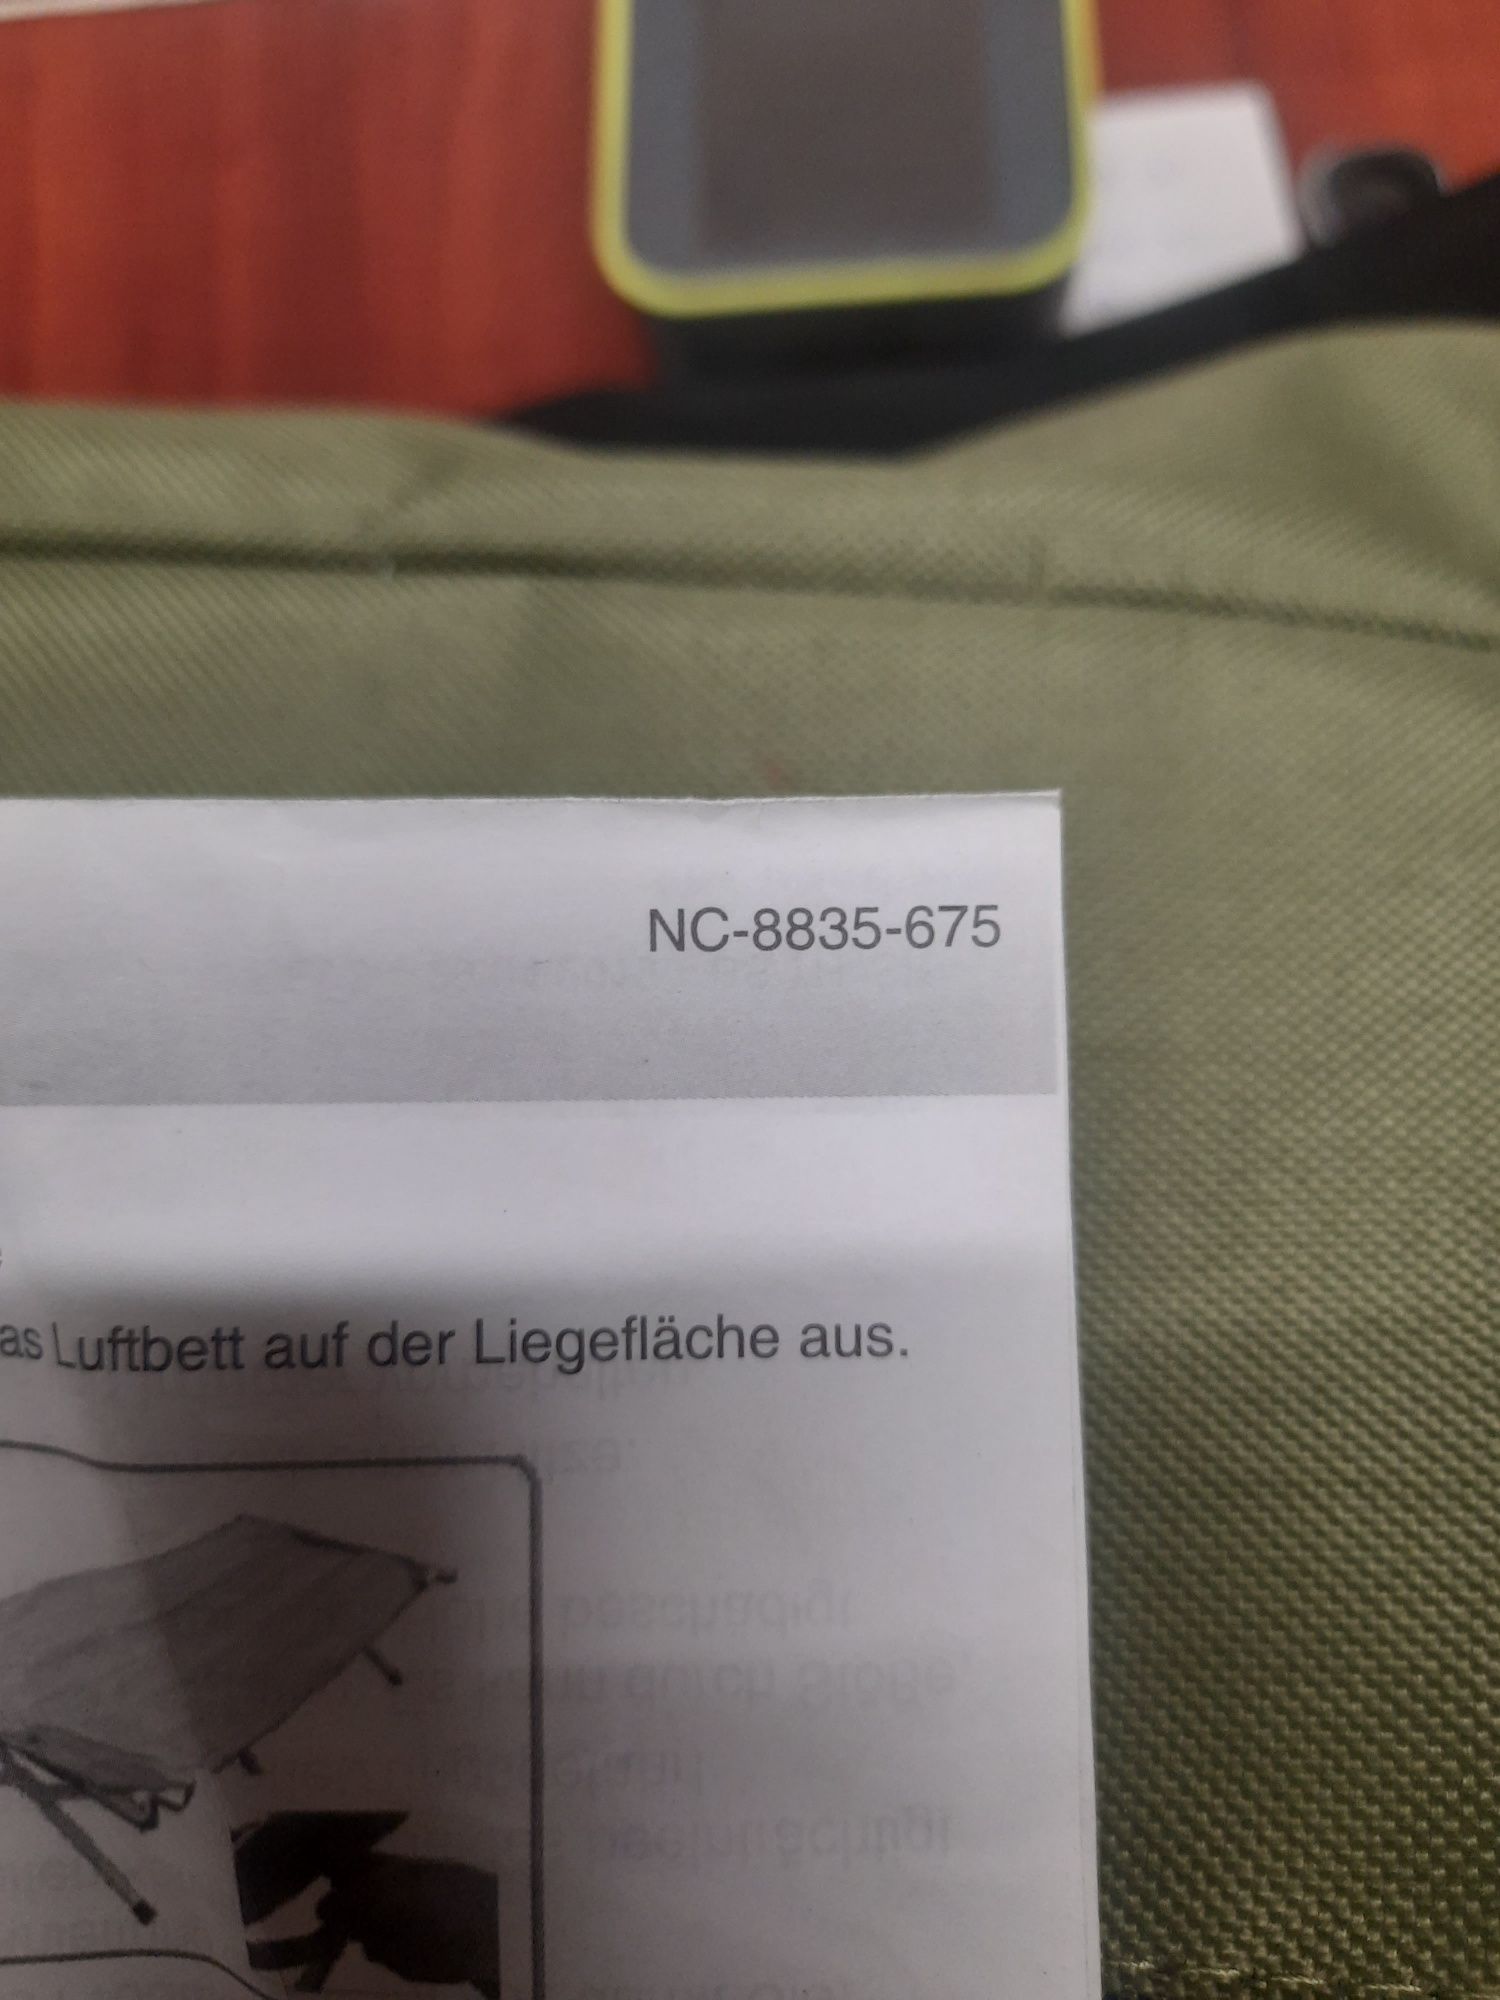 NC-8835-675
as Luftbett auf der Liegefläche aus.